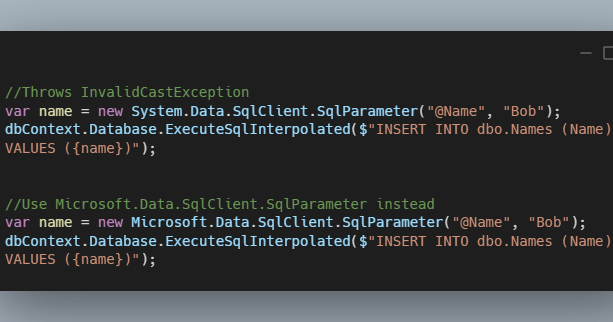 //Throws InvalidCastException
var name = new System.Data.SqlClient.SqlParameter("@Name", "Bob");
dbContext.Database.ExecuteSqlInterpolated($"INSERT INTO dbo.Names (Name)
VALUES ({name})");
//Use Microsoft.Data.SqlClient.SqlParameter instead
var name = new Microsoft.Data.SqlClient.SqlParameter("@Name", "Bob");
dbContext.Database.ExecuteSqlInterpolated($"INSERT INTO dbo.Names (Name)
VALUES ({name})");